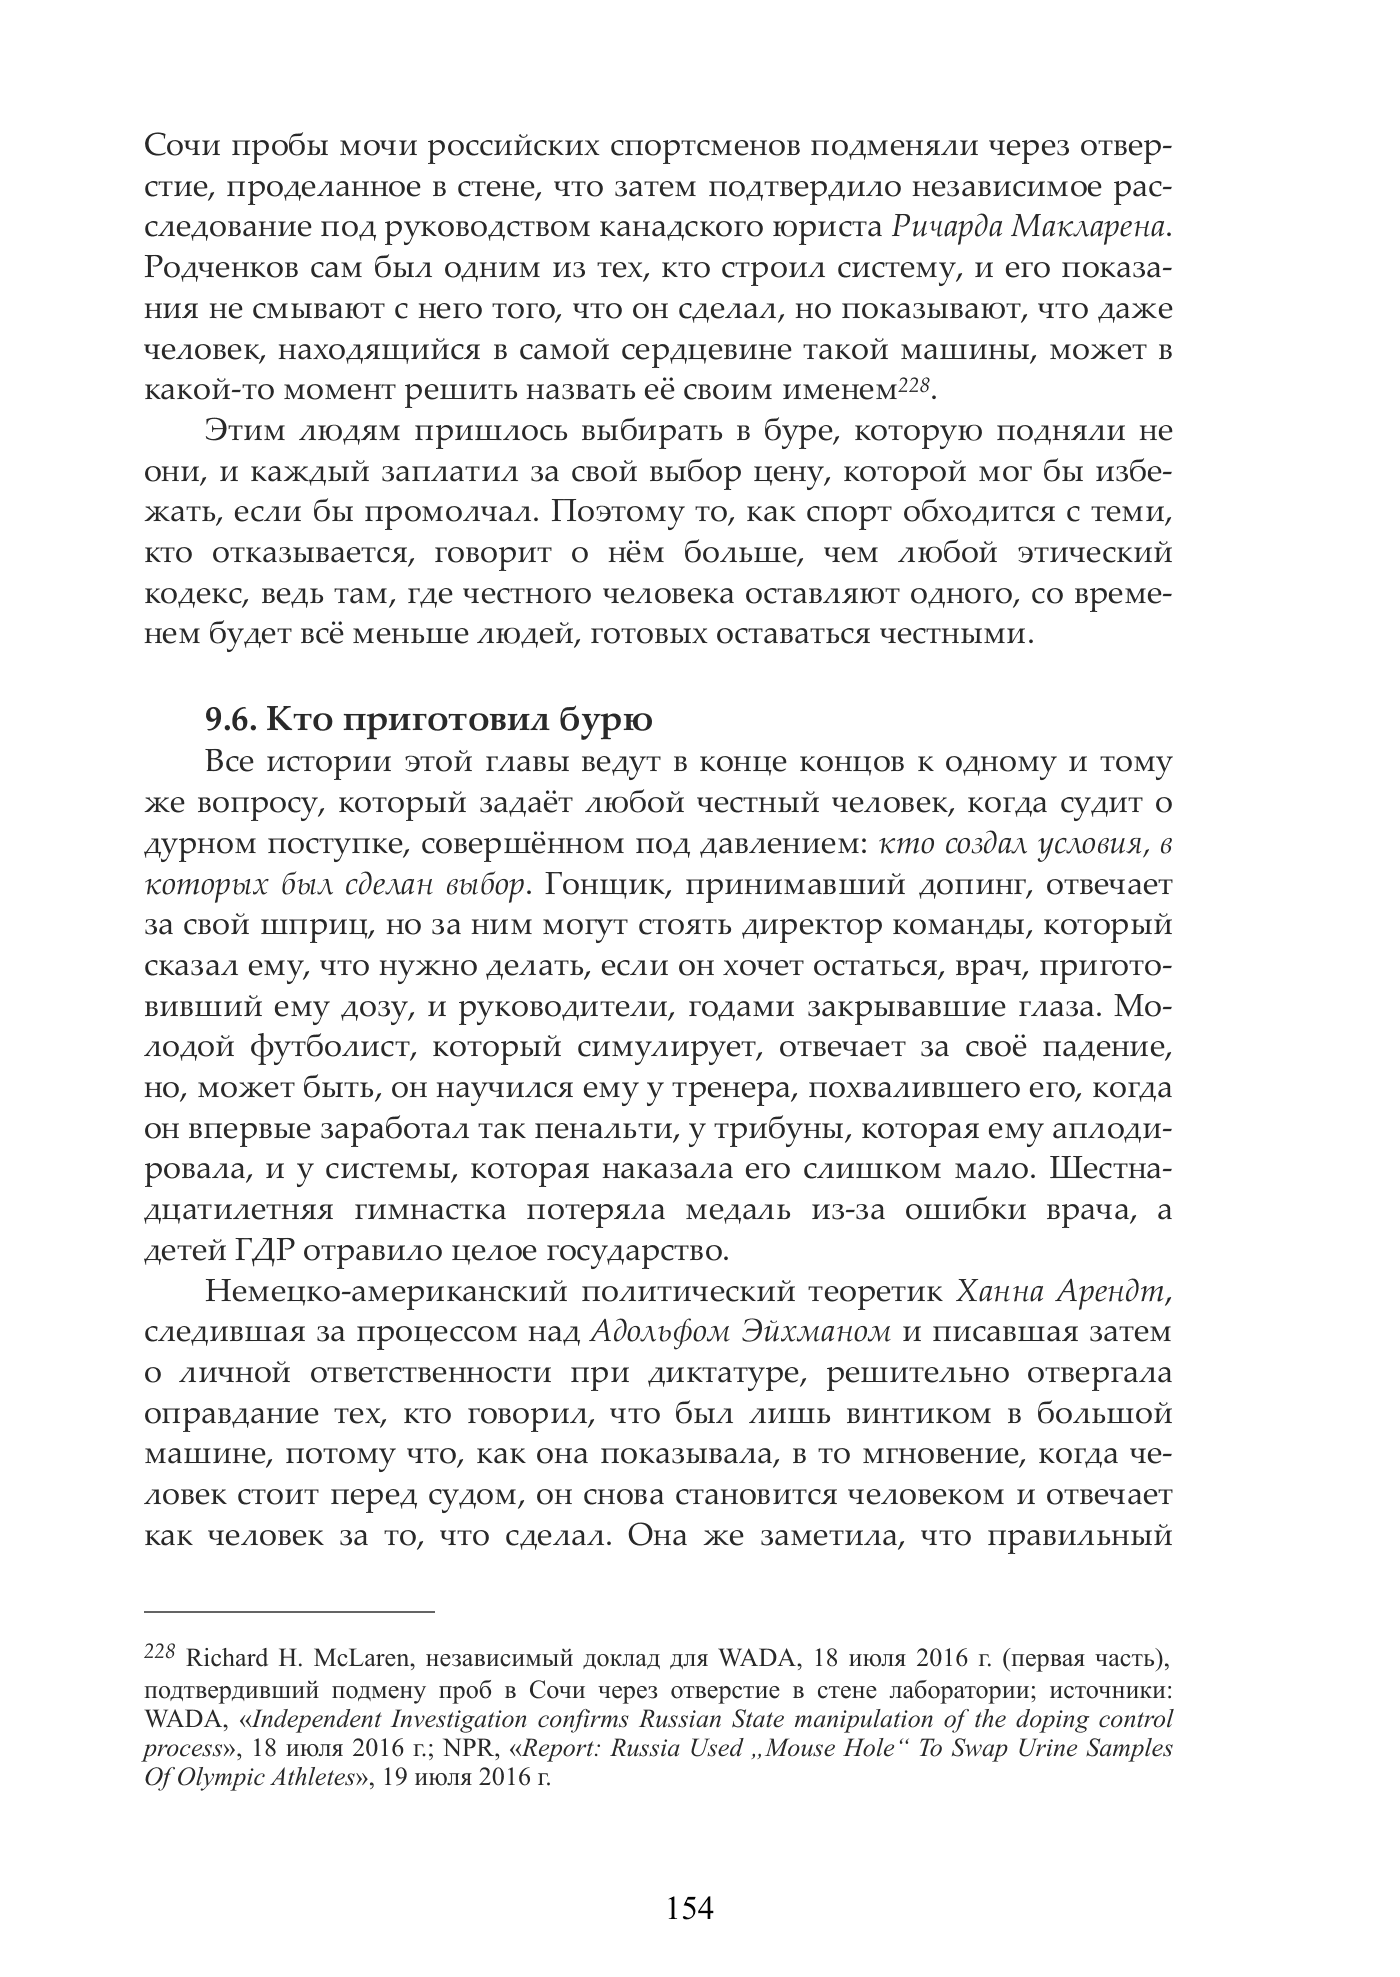 Сочи пробы мочи российских спортсменов подменяли через отвер-
стие, проделанное в стене, что затем подтвердило независимое рас-
следование под руководством канадского юриста Ричарда Макларена.
Родченков сам был одним из тех, кто строил систему, и его показа-
ния не смывают с него того, что он сделал, но показывают, что даже
человек, находящийся в самой сердцевине такой машины, может в
какой-то момент решить назвать её своим именем228.
Этим людям пришлось выбирать в буре, которую подняли не
они, и каждый заплатил за свой выбор цену, которой мог бы избе-
жать, если бы промолчал. Поэтому то, как спорт обходится с теми,
кто отказывается, говорит о нём больше, чем любой этический
кодекс, ведь там, где честного человека оставляют одного, со време-
нем будет всё меньше людей, готовых оставаться честными.
9.6. Кто приготовил бурю
Все истории этой главы ведут в конце концов к одному и тому
же вопросу, который задаёт любой честный человек, когда судит о
дурном поступке, совершённом под давлением: кто создал условия, в
которых был сделан выбор. Гонщик, принимавший допинг, отвечает
за свой шприц, но за ним могут стоять директор команды, который
сказал ему, что нужно делать, если он хочет остаться, врач, пригото-
вивший ему дозу, и руководители, годами закрывавшие глаза. Мо-
лодой футболист, который симулирует, отвечает за своё падение,
но, может быть, он научился ему у тренера, похвалившего его, когда
он впервые заработал так пенальти, у трибуны, которая ему аплоди-
ровала, и у системы, которая наказала его слишком мало. Шестна-
дцатилетняя гимнастка потеряла медаль из-за ошибки врача, а
детей ГДР отравило целое государство.
Немецко-американский политический теоретик Ханна Арендт,
следившая за процессом над Адольфом Эйхманом и писавшая затем
о личной ответственности при диктатуре, решительно отвергала
оправдание тех, кто говорил, что был лишь винтиком в большой
машине, потому что, как она показывала, в то мгновение, когда че-
ловек стоит перед судом, он снова становится человеком и отвечает
как человек за то, что сделал. Она же заметила, что правильный
228 Richard H. McLaren, независимый доклад для WADA, 18 июля 2016 г. (первая часть),
подтвердивший подмену проб в Сочи через отверстие в стене лаборатории; источники:
WADA, «Independent Investigation confirms Russian State manipulation of the doping control
process», 18 июля 2016 г.; NPR, «Report: Russia Used „Mouse Hole“ To Swap Urine Samples
Of Olympic Athletes», 19 июля 2016 г.
154